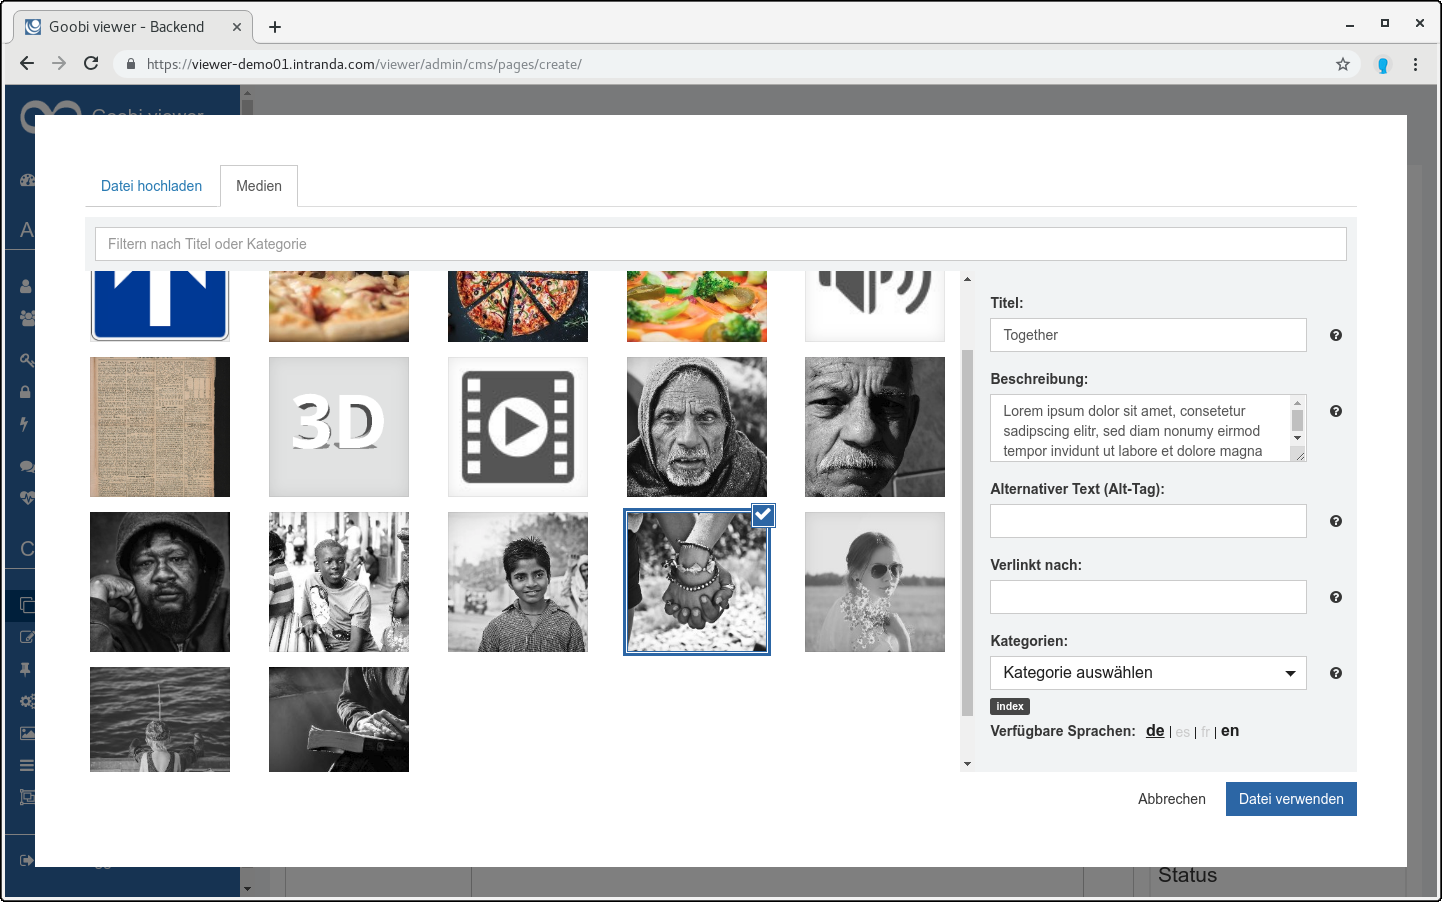 Goobi viewer - Backend
https://viewer-demo01.intranda.com/viewer/admin/cms/pages/create/
Goobi viewer
A
C
Datei hochladen
Medien
Filtern nach Titel oder Kategorie
3D
Titel:
Together
Beschreibung:
Lorem ipsum dolor sit amet, consetetur
sadipscing elitr, sed diam nonumy eirmod
tempor invidunt ut labore et dolore magna
Alternativer Text (Alt-Tag):
Verlinkt nach:
Kategorien:
Kategorie auswählen
index
Verfügbare Sprachen: de | es | fr | en
Abbrechen
Datei verwenden
Status